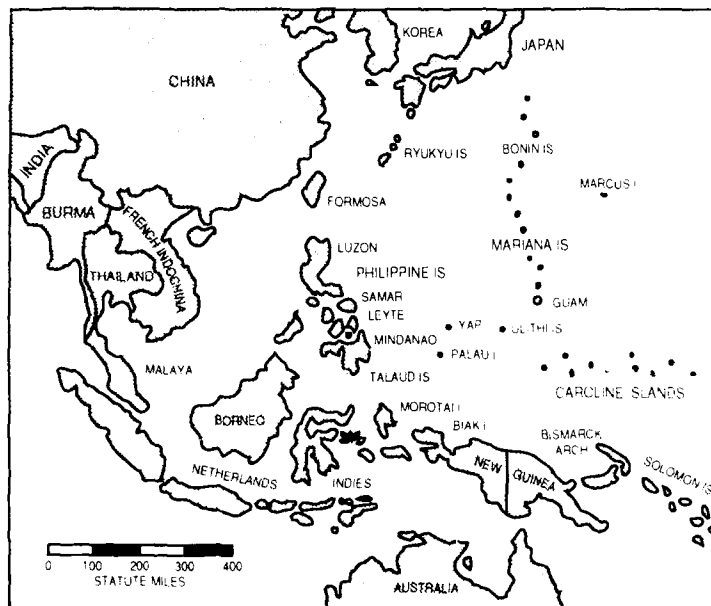 KOREA
JAPAN
CHINA
RYUKYU IS
BONIN IS
INDIA
MARCUS I
BURMA
FRENCH INDOCHINA
FORMOSA
LUZON
MARIANA IS
THAILAND
PHILIPPINE IS
SAMAR
GUAM
LEYTE
YAP
MINDANAO
MALAYA
PALAU I
TALAUD IS
CAROLINE SLANDS
BORNEO
MOROTAI I
BIAK I
BISMARCK
ARCH
SOLOMON IS
NETHERLANDS
INDIES
NEW
GUINEA
0 100 200 300 400
STATUTE MILES
AUSTRALIA